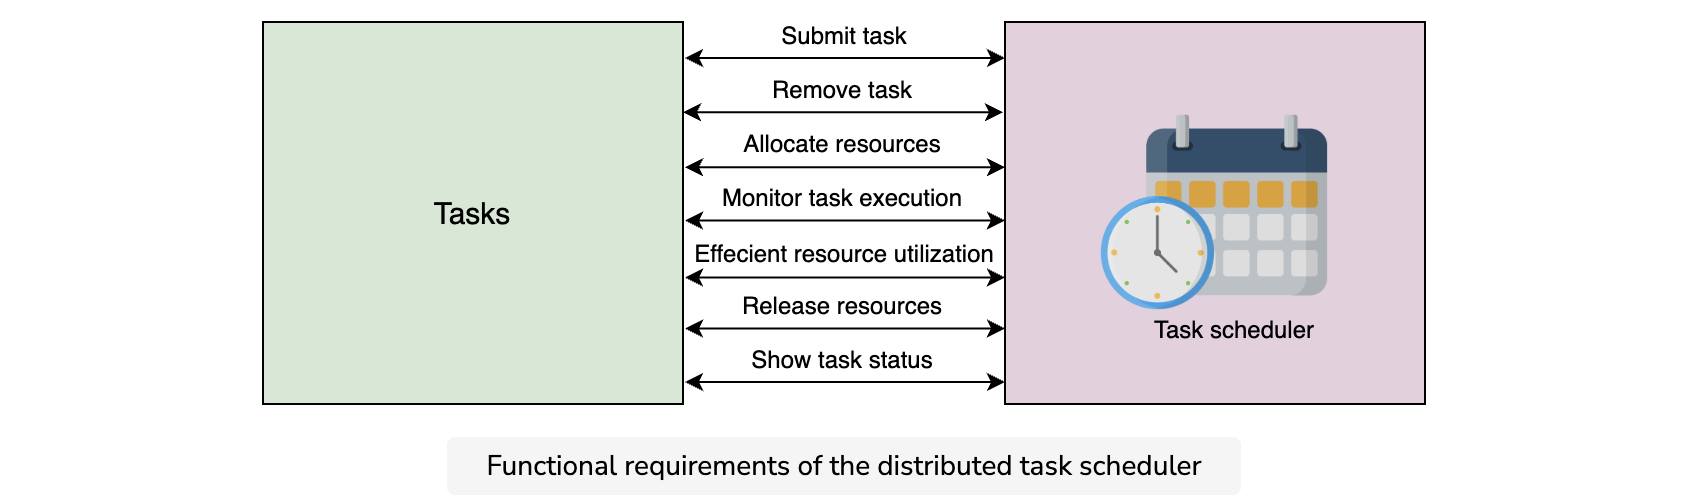 Submit task
Remove task
Allocate resources
Monitor task execution
Tasks
Effecient resource utilization
Release resources
Task scheduler
Show task status
Functional requirements of the distributed task scheduler